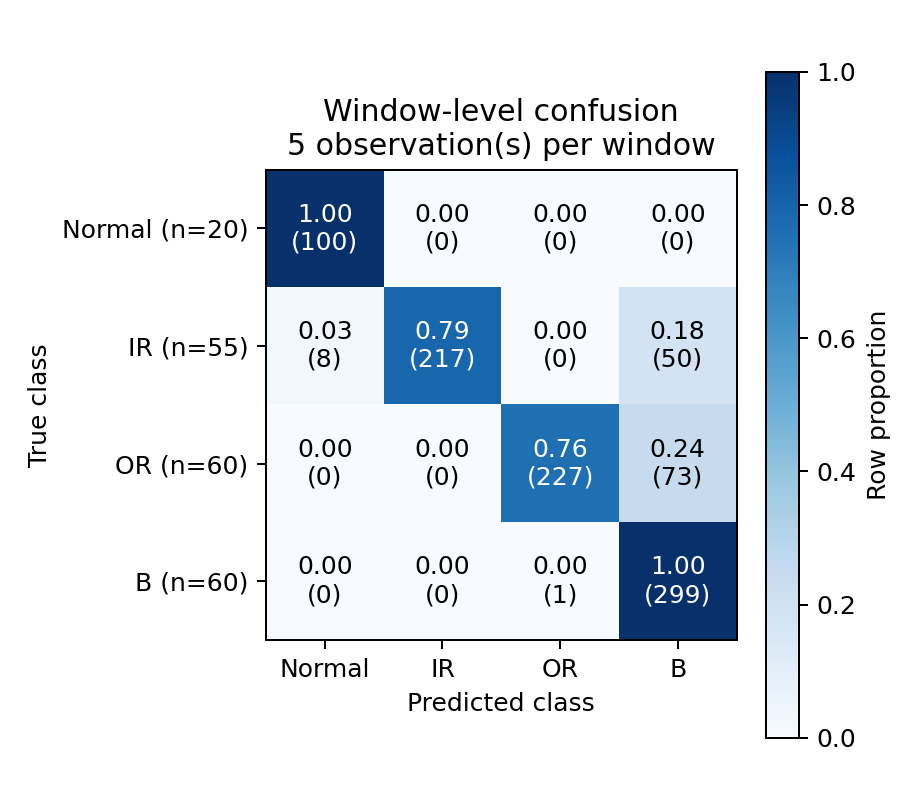 Window-level confusion
5 observation(s) per window
True class
Normal (n=20)
1.00
(100)
0.00
(0)
0.00
(0)
0.00
(0)
IR (n=55)
0.03
(8)
0.79
(217)
0.00
(0)
0.18
(50)
OR (n=60)
0.00
(0)
0.00
(0)
0.76
(227)
0.24
(73)
B (n=60)
0.00
(0)
0.00
(0)
0.00
(1)
1.00
(299)
Normal
IR
OR
B
Predicted class
1.0
0.8
0.6
0.4
0.2
0.0
Row proportion